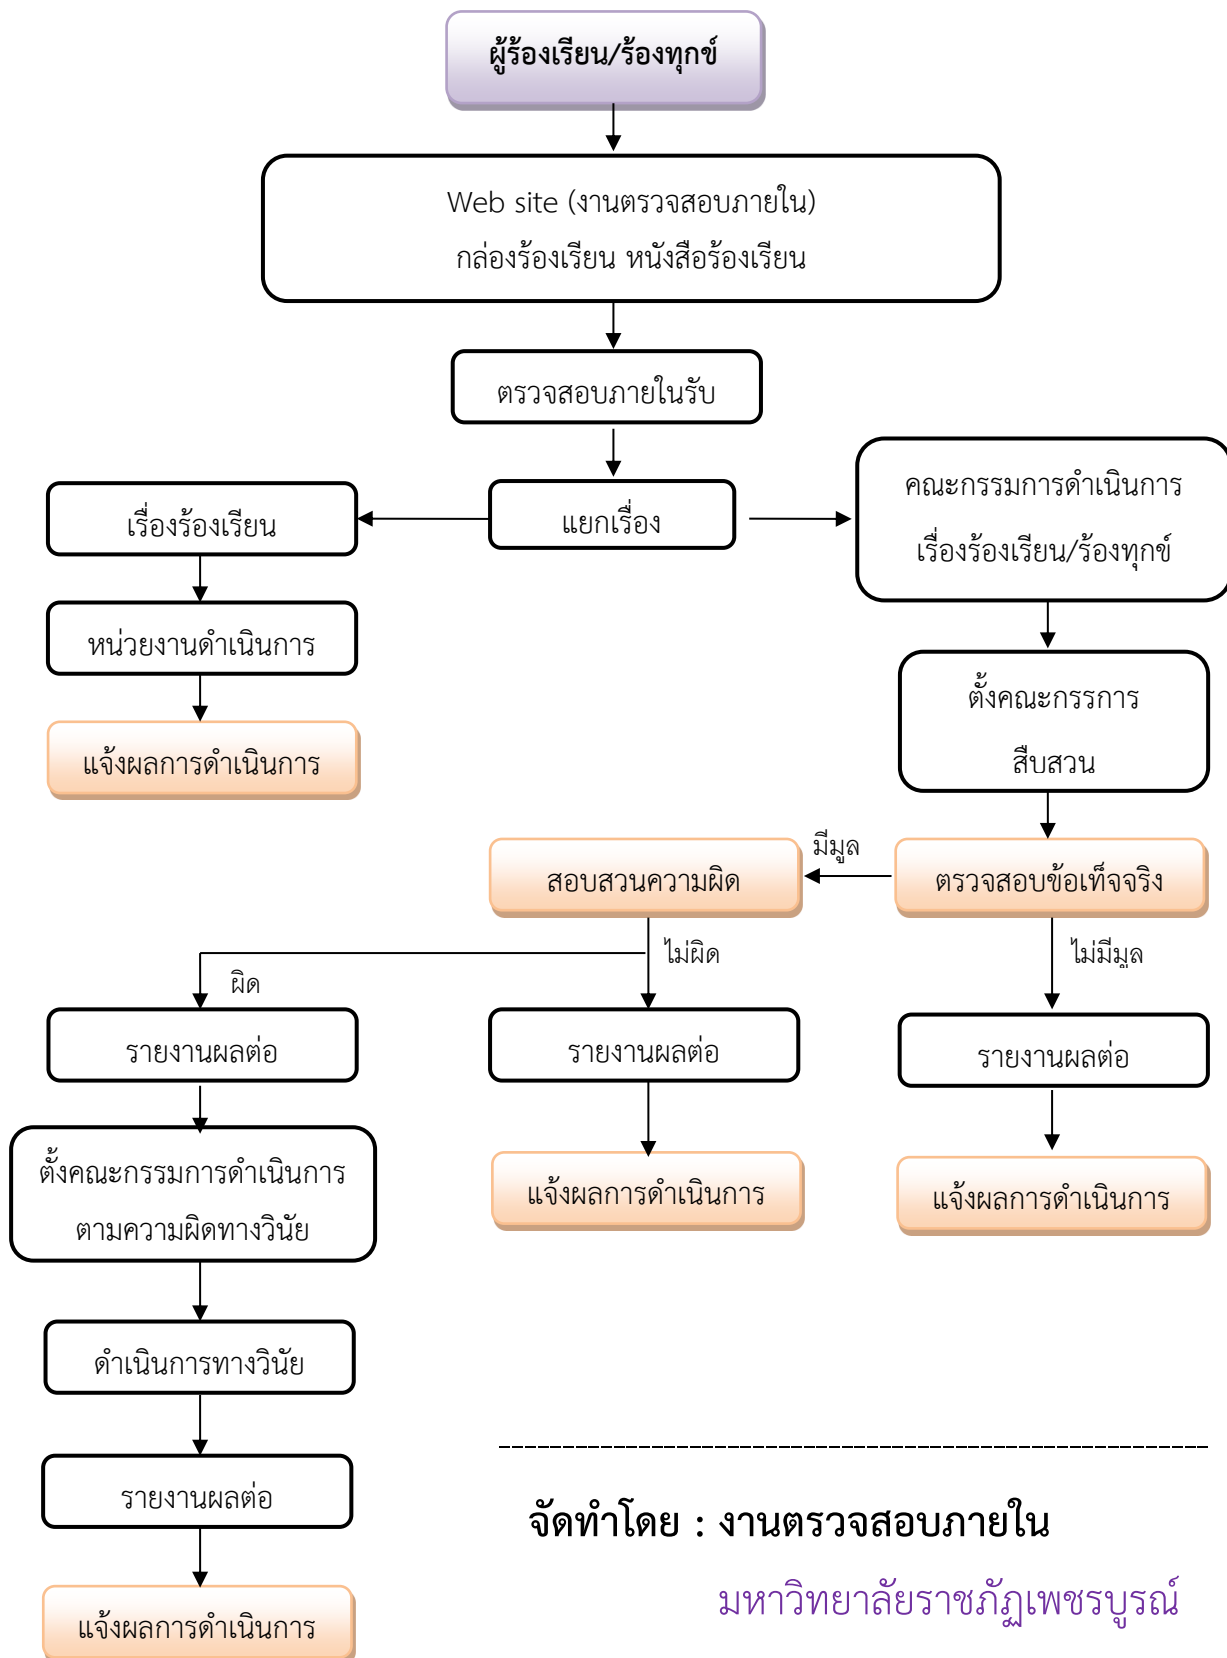 ผู้ร้องเรียน/ร้องทุกข์
Web site (งานตรวจสอบภายใน)
กล่องร้องเรียน หนังสือร้องเรียน
ตรวจสอบภายในรับ
แยกเรื่อง
เรื่องร้องเรียน
หน่วยงานดำเนินการ
แจ้งผลการดำเนินการ
คณะกรรมการดำเนินการ
เรื่องร้องเรียน/ร้องทุกข์
ตั้งคณะกรรการ
สืบสวน
ตรวจสอบข้อเท็จจริง
มีมูล
สอบสวนความผิด
ไม่มีมูล
ไม่ผิด
ผิด
รายงานผลต่อ
รายงานผลต่อ
รายงานผลต่อ
แจ้งผลการดำเนินการ
แจ้งผลการดำเนินการ
ตั้งคณะกรรมการดำเนินการ
ตามความผิดทางวินัย
ดำเนินการทางวินัย
รายงานผลต่อ
แจ้งผลการดำเนินการ
จัดทำโดย : งานตรวจสอบภายใน
มหาวิทยาลัยราชภัฏเพชรบูรณ์